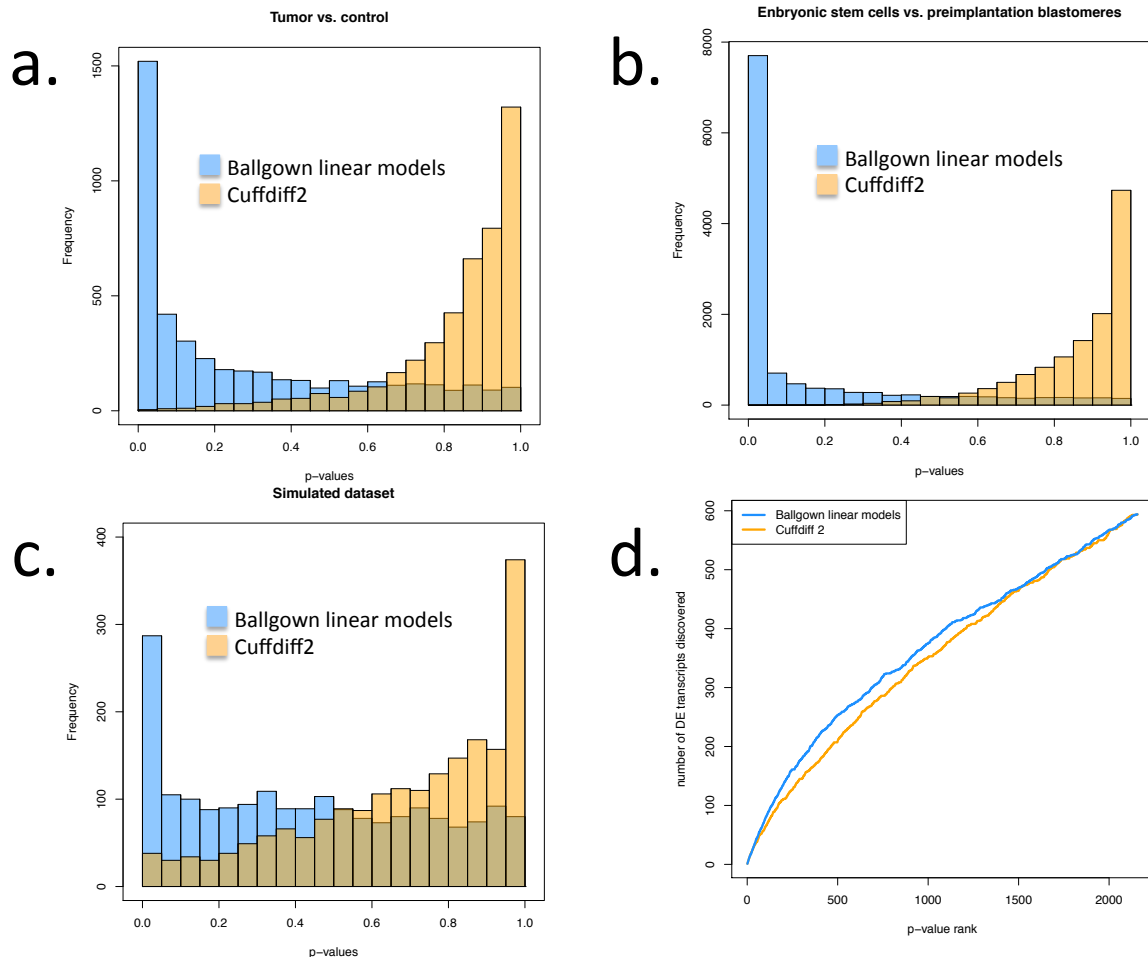 Tumor vs. control
a.
1500
1000
500
0
Frequency
Ballgown linear models
Cuffdiff2
0.0 0.2 0.4 0.6 0.8 1.0
p-values
Embryonic stem cells vs. preimplantation blastomeres
b.
8000
6000
4000
2000
0
Frequency
Ballgown linear models
Cuffdiff2
0.0 0.2 0.4 0.6 0.8 1.0
p-values
Simulated dataset
c.
400
300
200
100
0
Frequency
Ballgown linear models
Cuffdiff2
0.0 0.2 0.4 0.6 0.8 1.0
p-values
d.
Ballgown linear models
Cuffdiff 2
600
500
400
300
200
100
0
number of DE transcripts discovered
0 500 1000 1500 2000
p-value rank